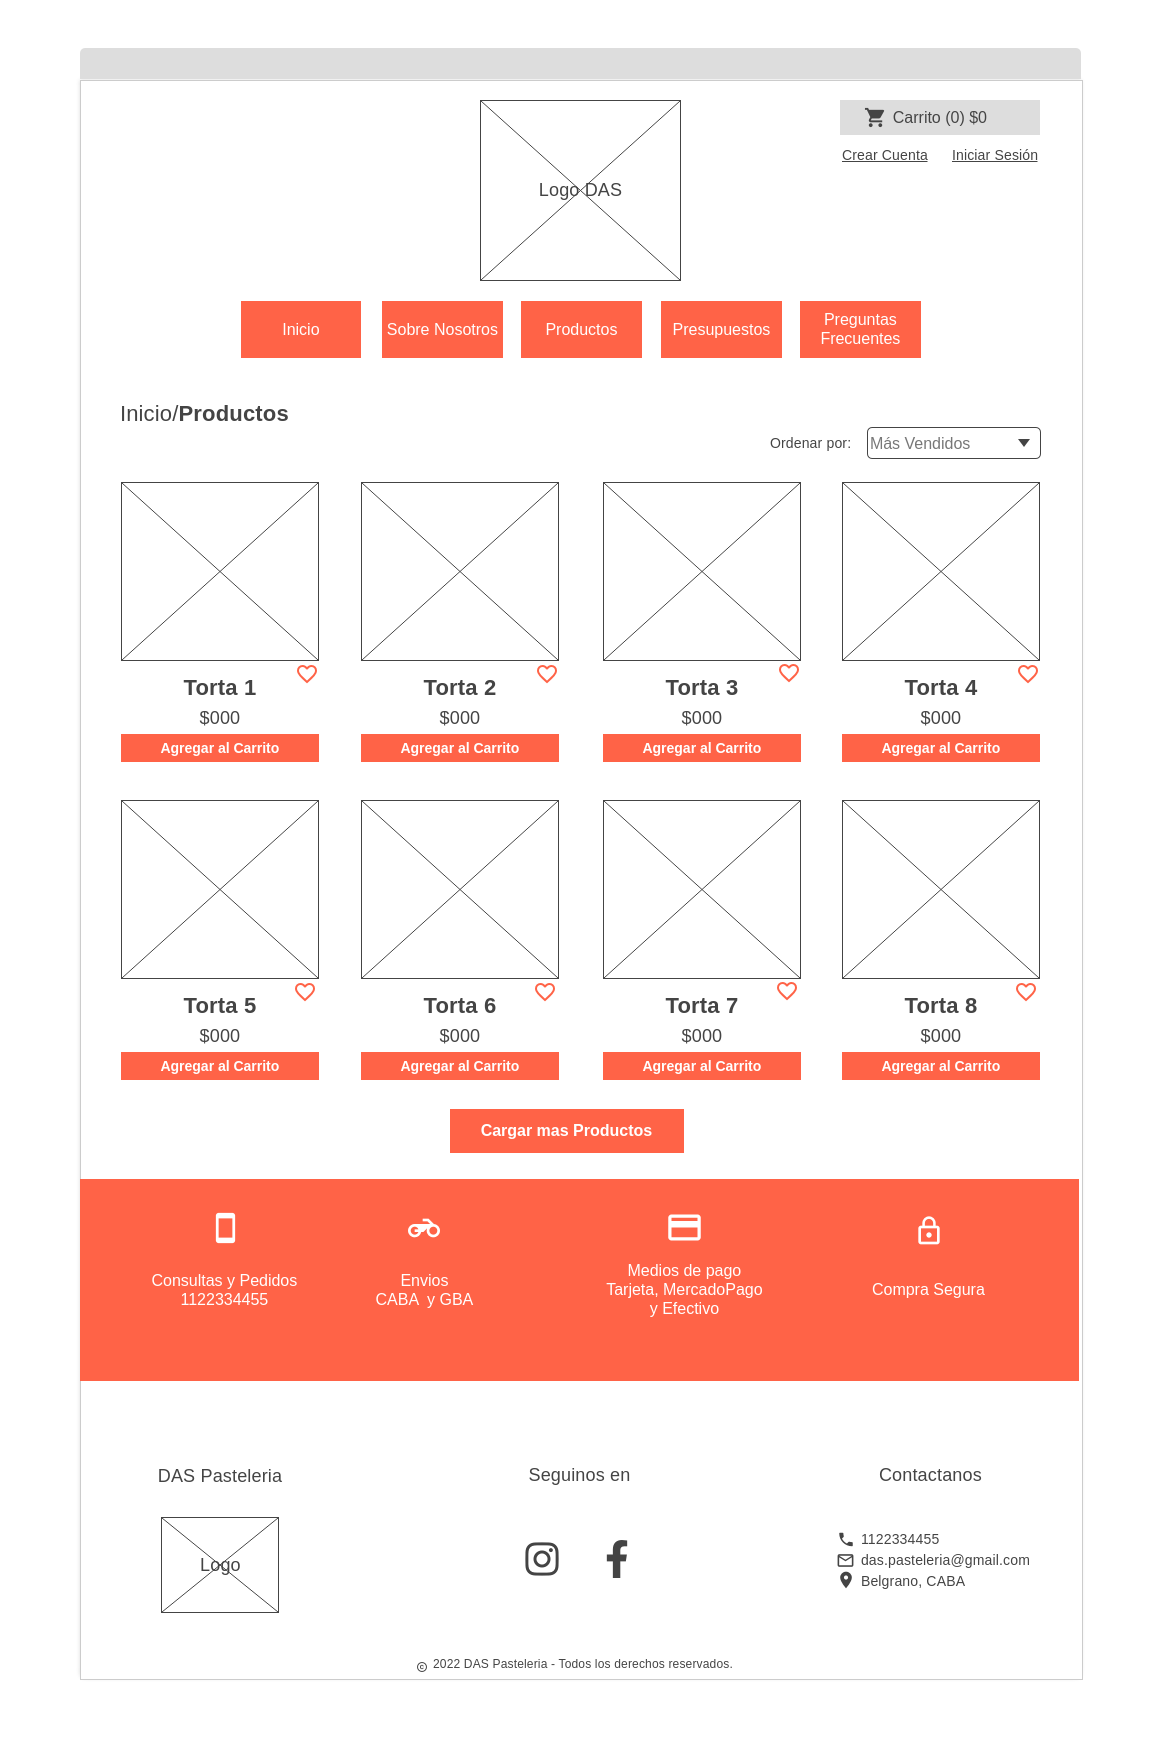 Logo DAS
Carrito (0) $0
Crear Cuenta Iniciar Sesión
Inicio Sobre Nosotros Productos Presupuestos Preguntas
Frecuentes
Inicio/Productos
Ordenar por: Más Vendidos
Torta 1 Torta 2 Torta 3 Torta 4
$000 $000 $000 $000
Agregar al Carrito Agregar al Carrito Agregar al Carrito Agregar al Carrito
Torta 5 Torta 6 Torta 7 Torta 8
$000 $000 $000 $000
Agregar al Carrito Agregar al Carrito Agregar al Carrito Agregar al Carrito
Cargar mas Productos
Consultas y Pedidos
1122334455
Envios
CABA y GBA
Medios de pago
Tarjeta, MercadoPago
y Efectivo
Compra Segura
DAS Pasteleria
Logo
Seguinos en
Contactanos
1122334455
das.pasteleria@gmail.com
Belgrano, CABA
© 2022 DAS Pasteleria - Todos los derechos reservados.